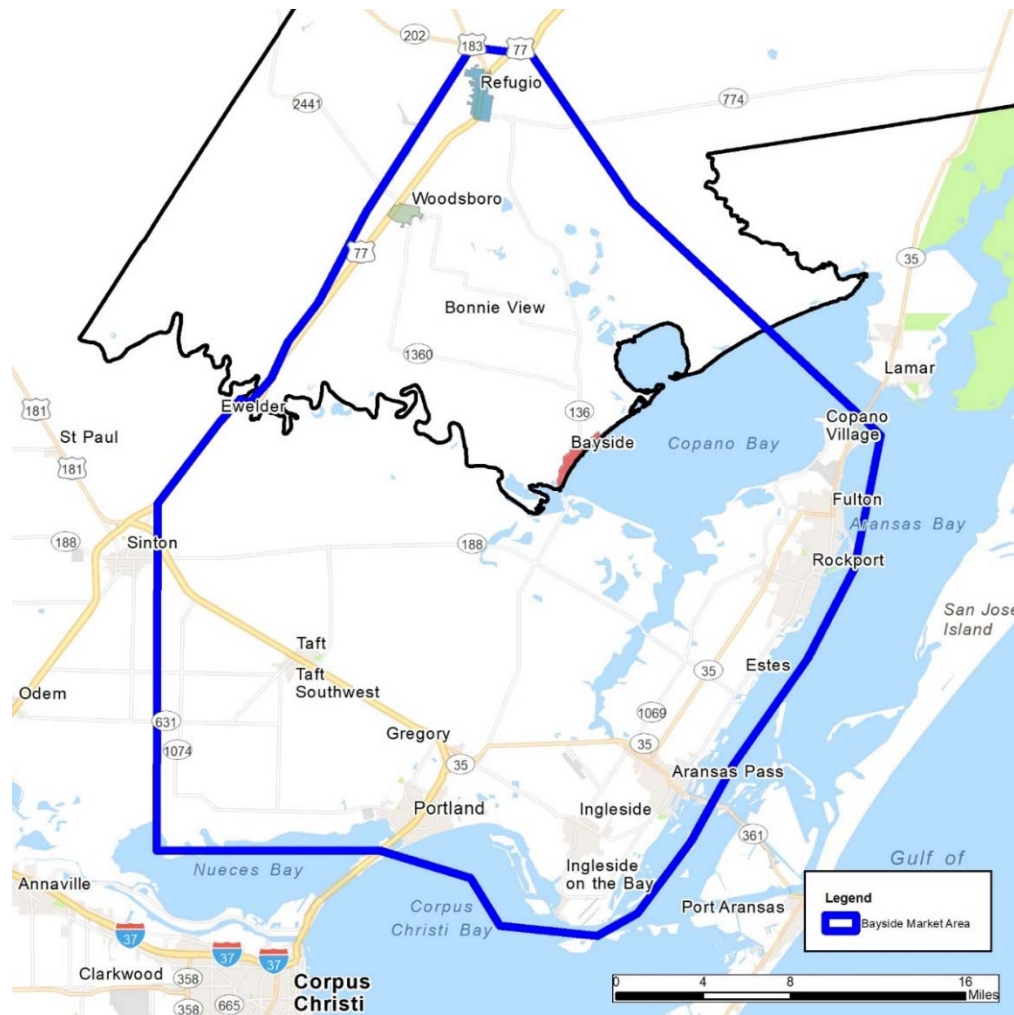 202
183
77
Refugio
2441
774
Woodsboro
77
35
Bonnie View
1360
Lamar
181
Ewelder
136
St Paul
Bayside
Copano Bay
Copano
Village
181
Fulton
Aransas Bay
188
Sinton
188
Rockport
San Jose
Island
Taft
Taft
Southwest
Estes
35
Odem
631
1069
1074
Gregory
35
35
Aransas Pass
Portland
Ingleside
361
Nueces Bay
Ingleside
on the Bay
Gulf of
Annaville
Corpus
Christi Bay
Port Aransas
Legend
Bayside Market Area
37
37
37
Clarkwood
358
Corpus
Christi
665
358
0 4 8 16
Miles